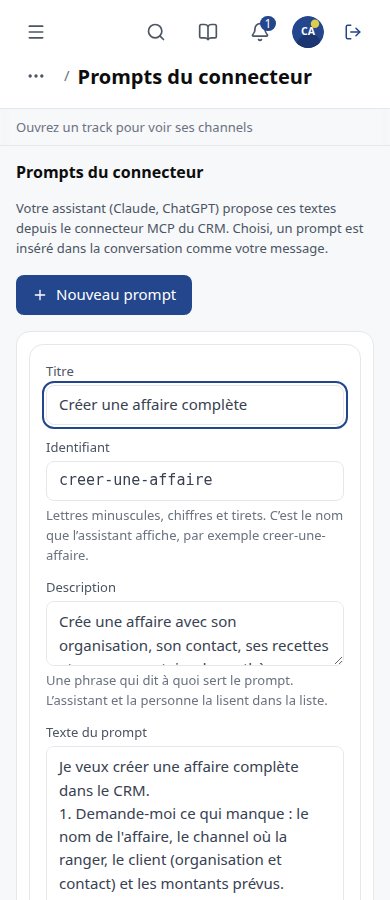 1
CA
/ Prompts du connecteur
Ouvrez un track pour voir ses channels
Prompts du connecteur
Votre assistant (Claude, ChatGPT) propose ces textes
depuis le connecteur MCP du CRM. Choisi, un prompt est
inséré dans la conversation comme votre message.
+ Nouveau prompt
Titre
Créer une affaire complète
Identifiant
creer-une-affaire
Lettres minuscules, chiffres et tirets. C’est le nom
que l’assistant affiche, par exemple creer-une-
affaire.
Description
Crée une affaire avec son
organisation, son contact, ses recettes
Une phrase qui dit à quoi sert le prompt.
L’assistant et la personne la lisent dans la liste.
Texte du prompt
Je veux créer une affaire complète
dans le CRM.
1. Demande-moi ce qui manque : le
nom de l'affaire, le channel où la
ranger, le client (organisation et
contact) et les montants prévus.